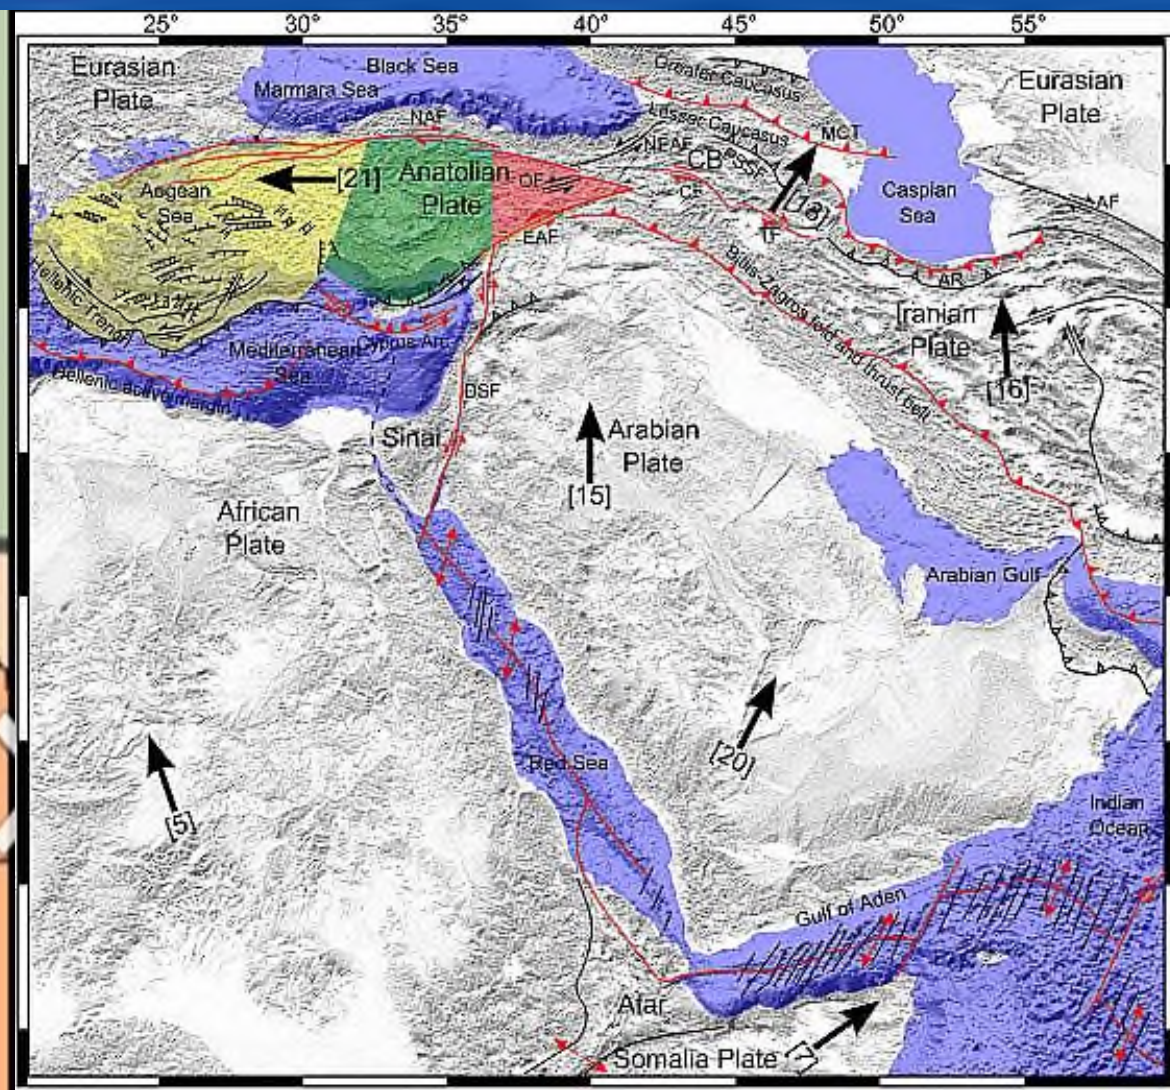 25° 30° 35° 40° 45° 50° 55°
Eurasian
Plate
Black Sea
Marmara Sea
NAF
Greater Caucasus
Lesser Caucasus
MCT
Eurasian
Plate
NEAF
CB
PSSF
Aegean
Sea
[21]
Anatolian
Plate
OF
CF
[18]
TF
Caspian
Sea
AF
EAF
AR
Hellenic Trench
Bitlis-Zagros fold and thrust belt
Iranian
Plate
[16]
Mediterranean
Sea
Cyprus Arc
Hellenic active margin
DSF
Sinai
Arabian
Plate
[15]
African
Plate
Arabian Gulf
[20]
Red Sea
[5]
Indian
Ocean
Gulf of Aden
Afar
Somalia Plate
[7]